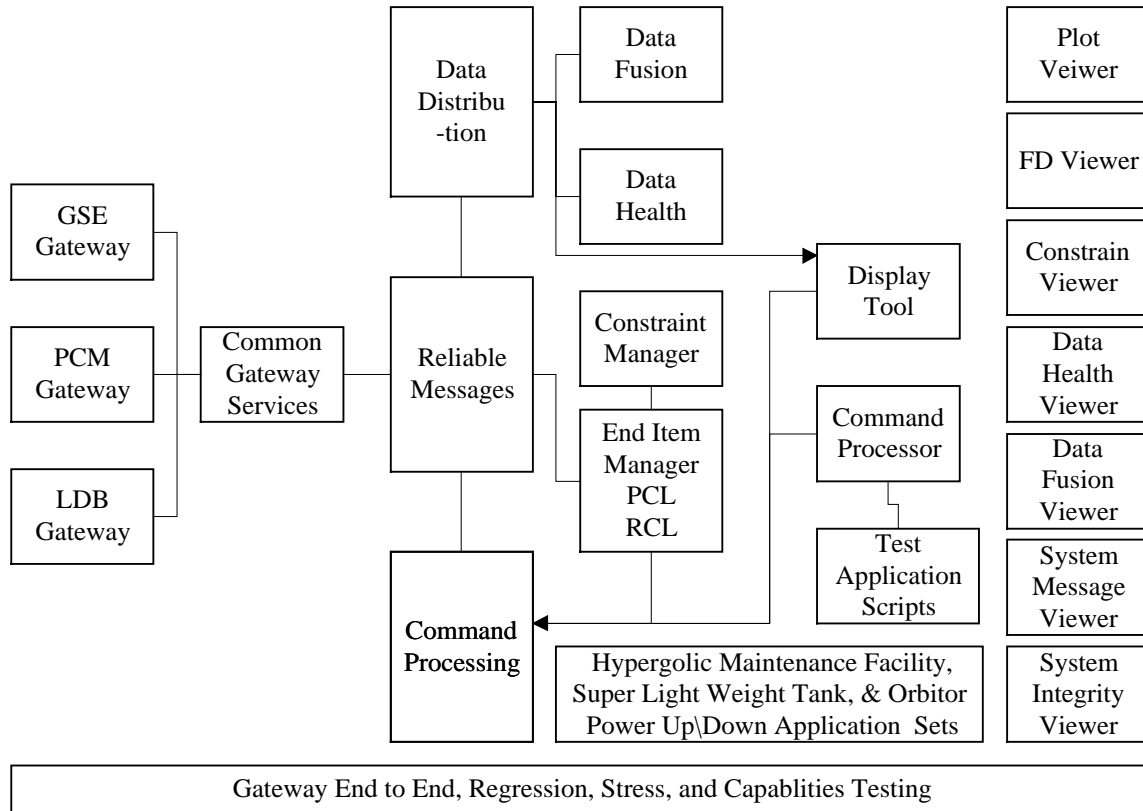 GSE
Gateway
PCM
Gateway
LDB
Gateway
Common
Gateway
Services
Data
Distribu
-tion
Reliable
Messages
Command
Processing
Data
Fusion
Data
Health
Constraint
Manager
End Item
Manager
PCL
RCL
Display
Tool
Command
Processor
Test
Application
Scripts
Hypergolic Maintenance Facility,
Super Light Weight Tank, & Orbitor
Power Up\Down Application Sets
Plot
Veiwer
FD Viewer
Constrain
Viewer
Data
Health
Viewer
Data
Fusion
Viewer
System
Message
Viewer
System
Integrity
Viewer
Gateway End to End, Regression, Stress, and Capablities Testing